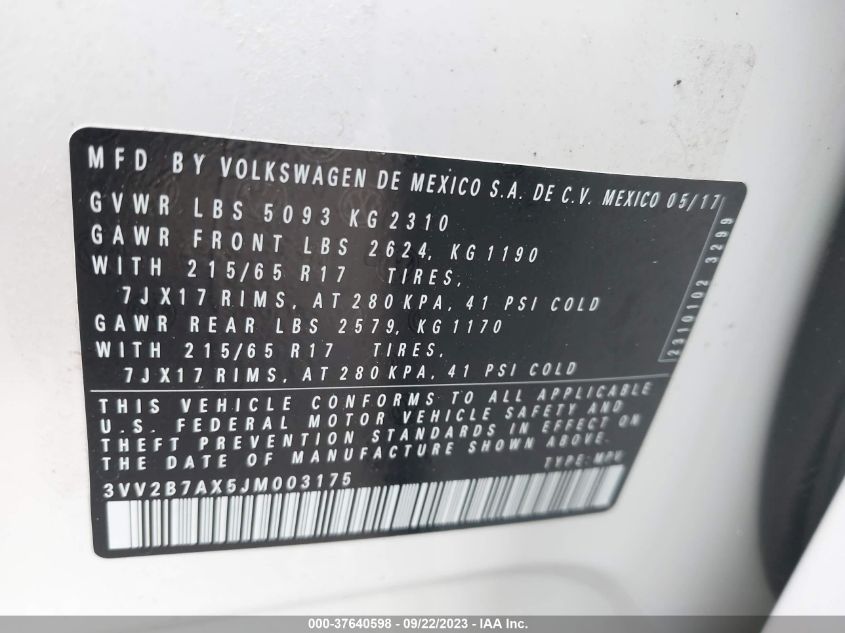 MFD BY VOLKSWAGEN DE MEXICO S.A. DE C.V. MEXICO 05/17
GVWR LBS 5093 KG 2310
GAWR FRONT LBS 2624, KG 1190
WITH 215/65 R17 TIRES,
7JX17 RIMS, AT 280 KPA, 41 PSI COLD
GAWR REAR LBS 2579, KG 1170
WITH 215/65 R17 TIRES,
7JX17 RIMS, AT 280 KPA, 41 PSI COLD
2310102 3299
THIS VEHICLE CONFORMS TO ALL APPLICABLE
U.S. FEDERAL MOTOR VEHICLE SAFETY AND
THEFT PREVENTION STANDARDS IN EFFECT ON
THE DATE OF MANUFACTURE SHOWN ABOVE.
TYPE: MPV
3VV2B7AX5JM003175
000-37640598 - 09/22/2023 - IAA Inc.